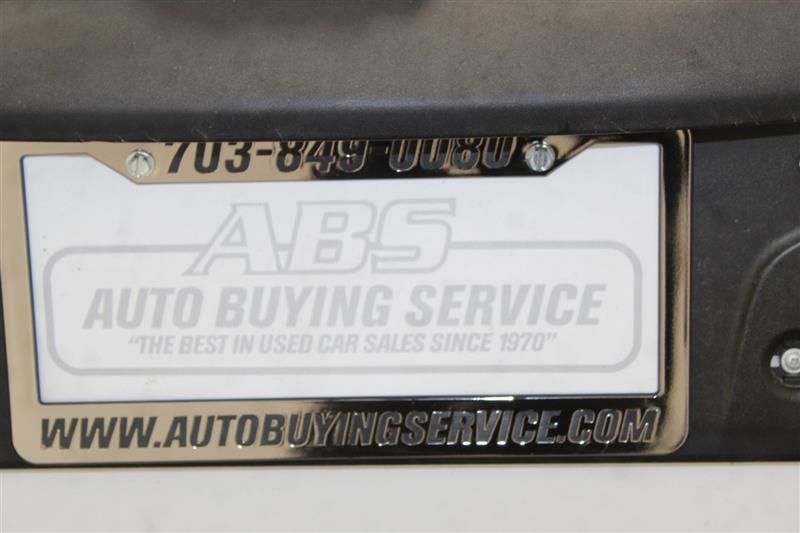 703-849-0080
ABS
AUTO BUYING SERVICE
"THE BEST IN USED CAR SALES SINCE 1970"
WWW.AUTOBUYINGSERVICE.COM